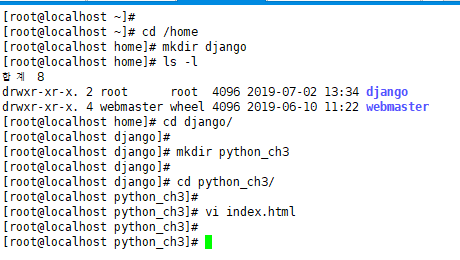 [root@localhost ~]#
[root@localhost ~]# cd /home
[root@localhost home]# mkdir django
[root@localhost home]# ls -l
합계 8
drwxr-xr-x. 2 root      root  4096 2019-07-02 13:34 django
drwxr-xr-x. 4 webmaster wheel 4096 2019-06-10 11:22 webmaster
[root@localhost home]# cd django/
[root@localhost django]#
[root@localhost django]# mkdir python_ch3
[root@localhost django]#
[root@localhost django]# cd python_ch3/
[root@localhost python_ch3]#
[root@localhost python_ch3]# vi index.html
[root@localhost python_ch3]#
[root@localhost python_ch3]#